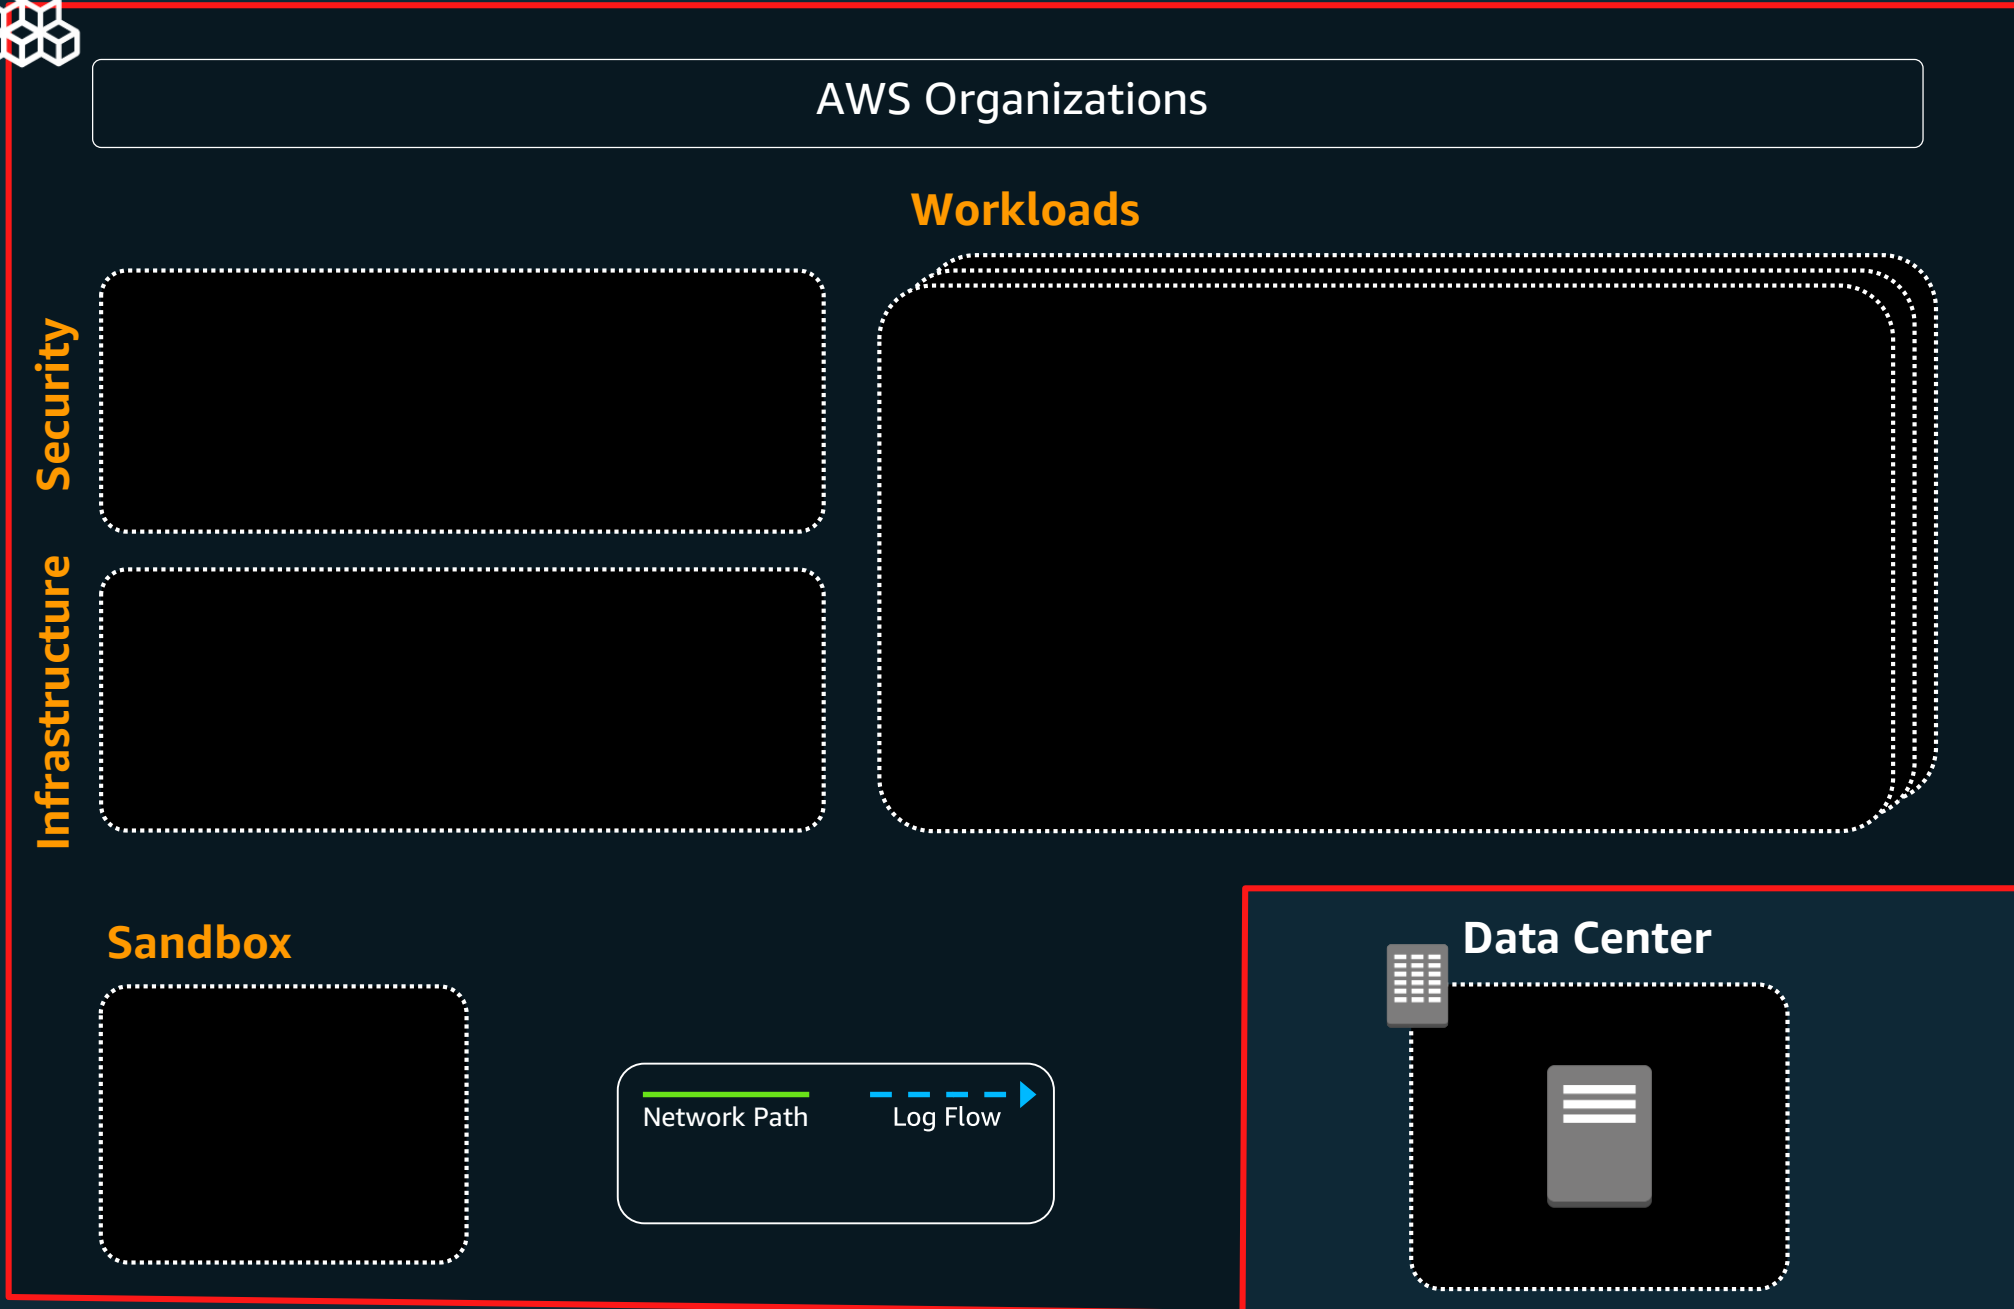 AWS Organizations
Workloads
Security
Infrastructure
Sandbox
Data Center
Network Path
Log Flow